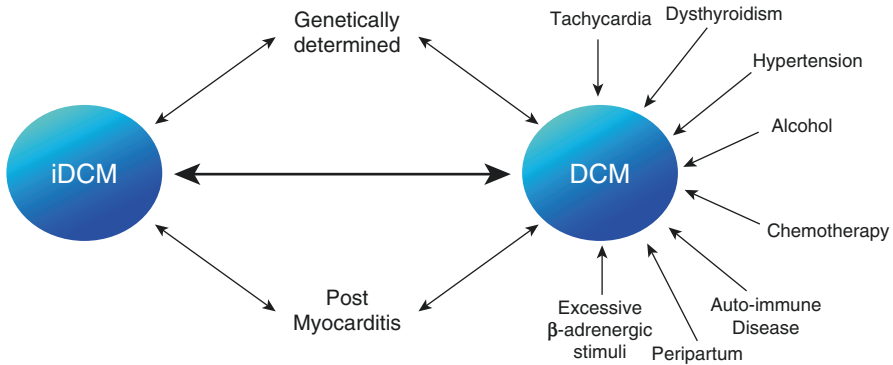 Genetically
determined
Tachycardia
Dysthyroidism
Hypertension
Alcohol
iDCM
DCM
Chemotherapy
Post
Myocarditis
Excessive
β-adrenergic
stimuli
Peripartum
Auto-immune
Disease